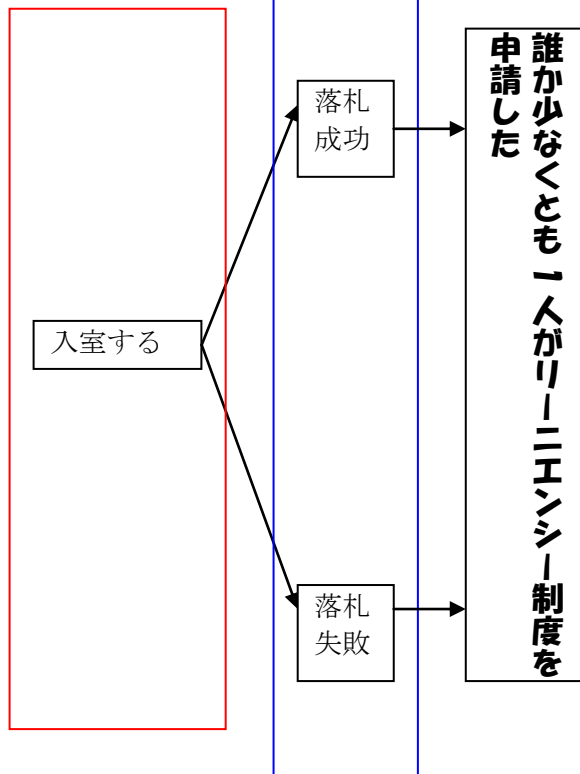 入室する
落札
成功
落札
失敗
誰か少なくとも一人がリーニエンシー制度を
申請した